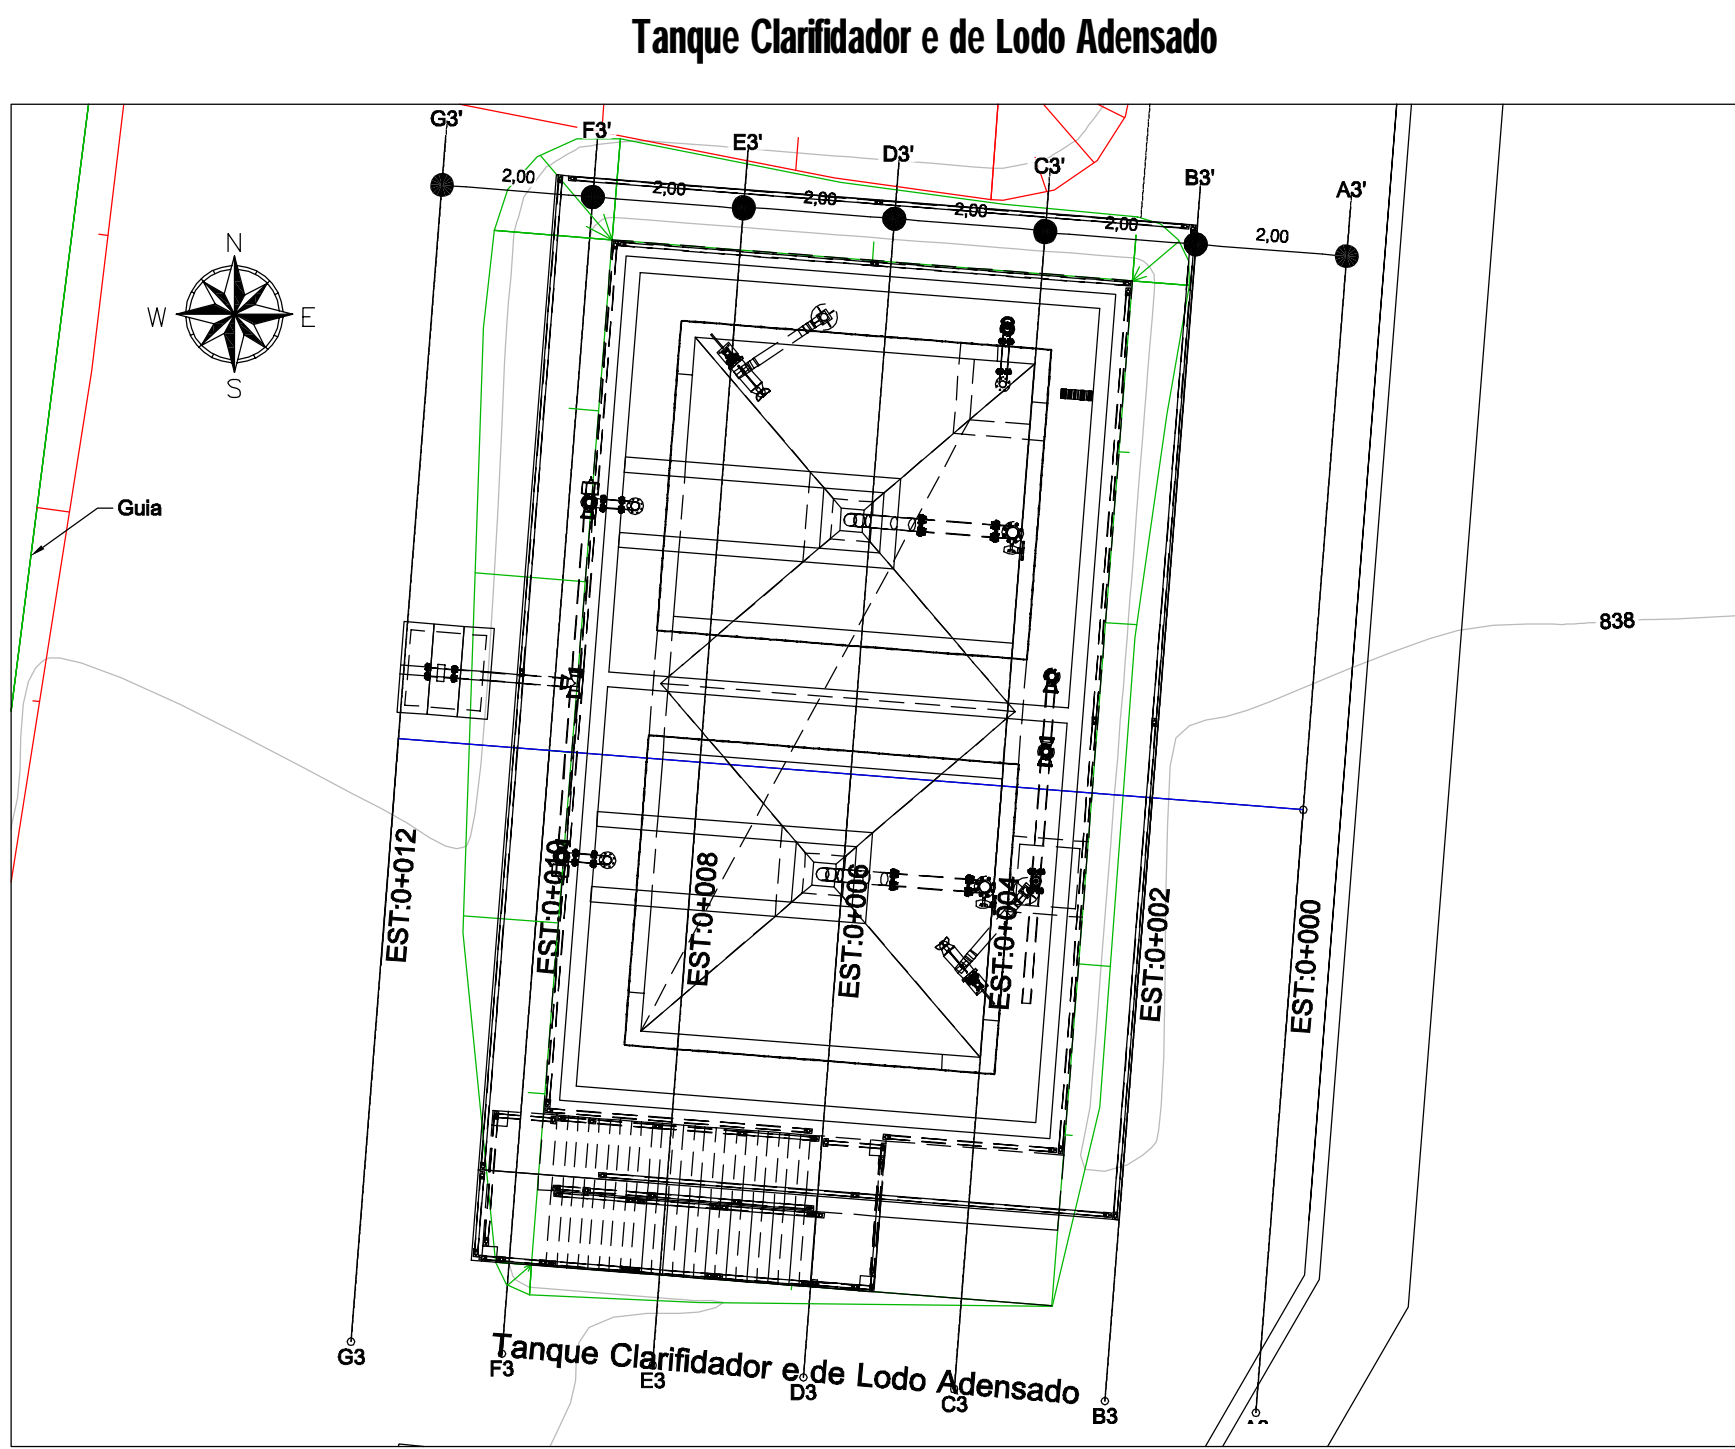 Tanque Clarifidador e de Lodo Adensado
G3'
F3'
E3'
D3'
C3'
B3'
A3'
2,00
2,00
2,00
2,00
2,00
2,00
N
W
E
S
Guia
838
EST:0+012
EST:0+010
EST:0+008
EST:0+006
EST:0+004
EST:0+002
EST:0+000
Tanque Clarifidador e de Lodo Adensado
G3
F3
E3
D3
C3
B3